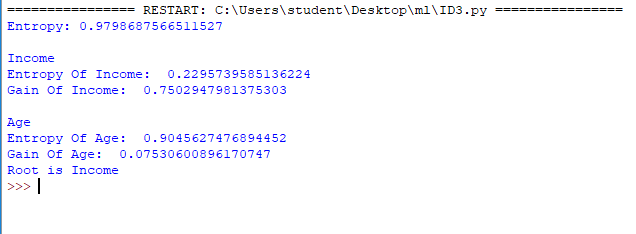 ================ RESTART: C:\Users\student\Desktop\ml\ID3.py ================
Entropy: 0.9798687566511527
Income
Entropy Of Income:  0.2295739585136224
Gain Of Income:  0.7502947981375303
Age
Entropy Of Age:  0.9045627476894452
Gain Of Age:  0.07530600896170747
Root is Income
>>>